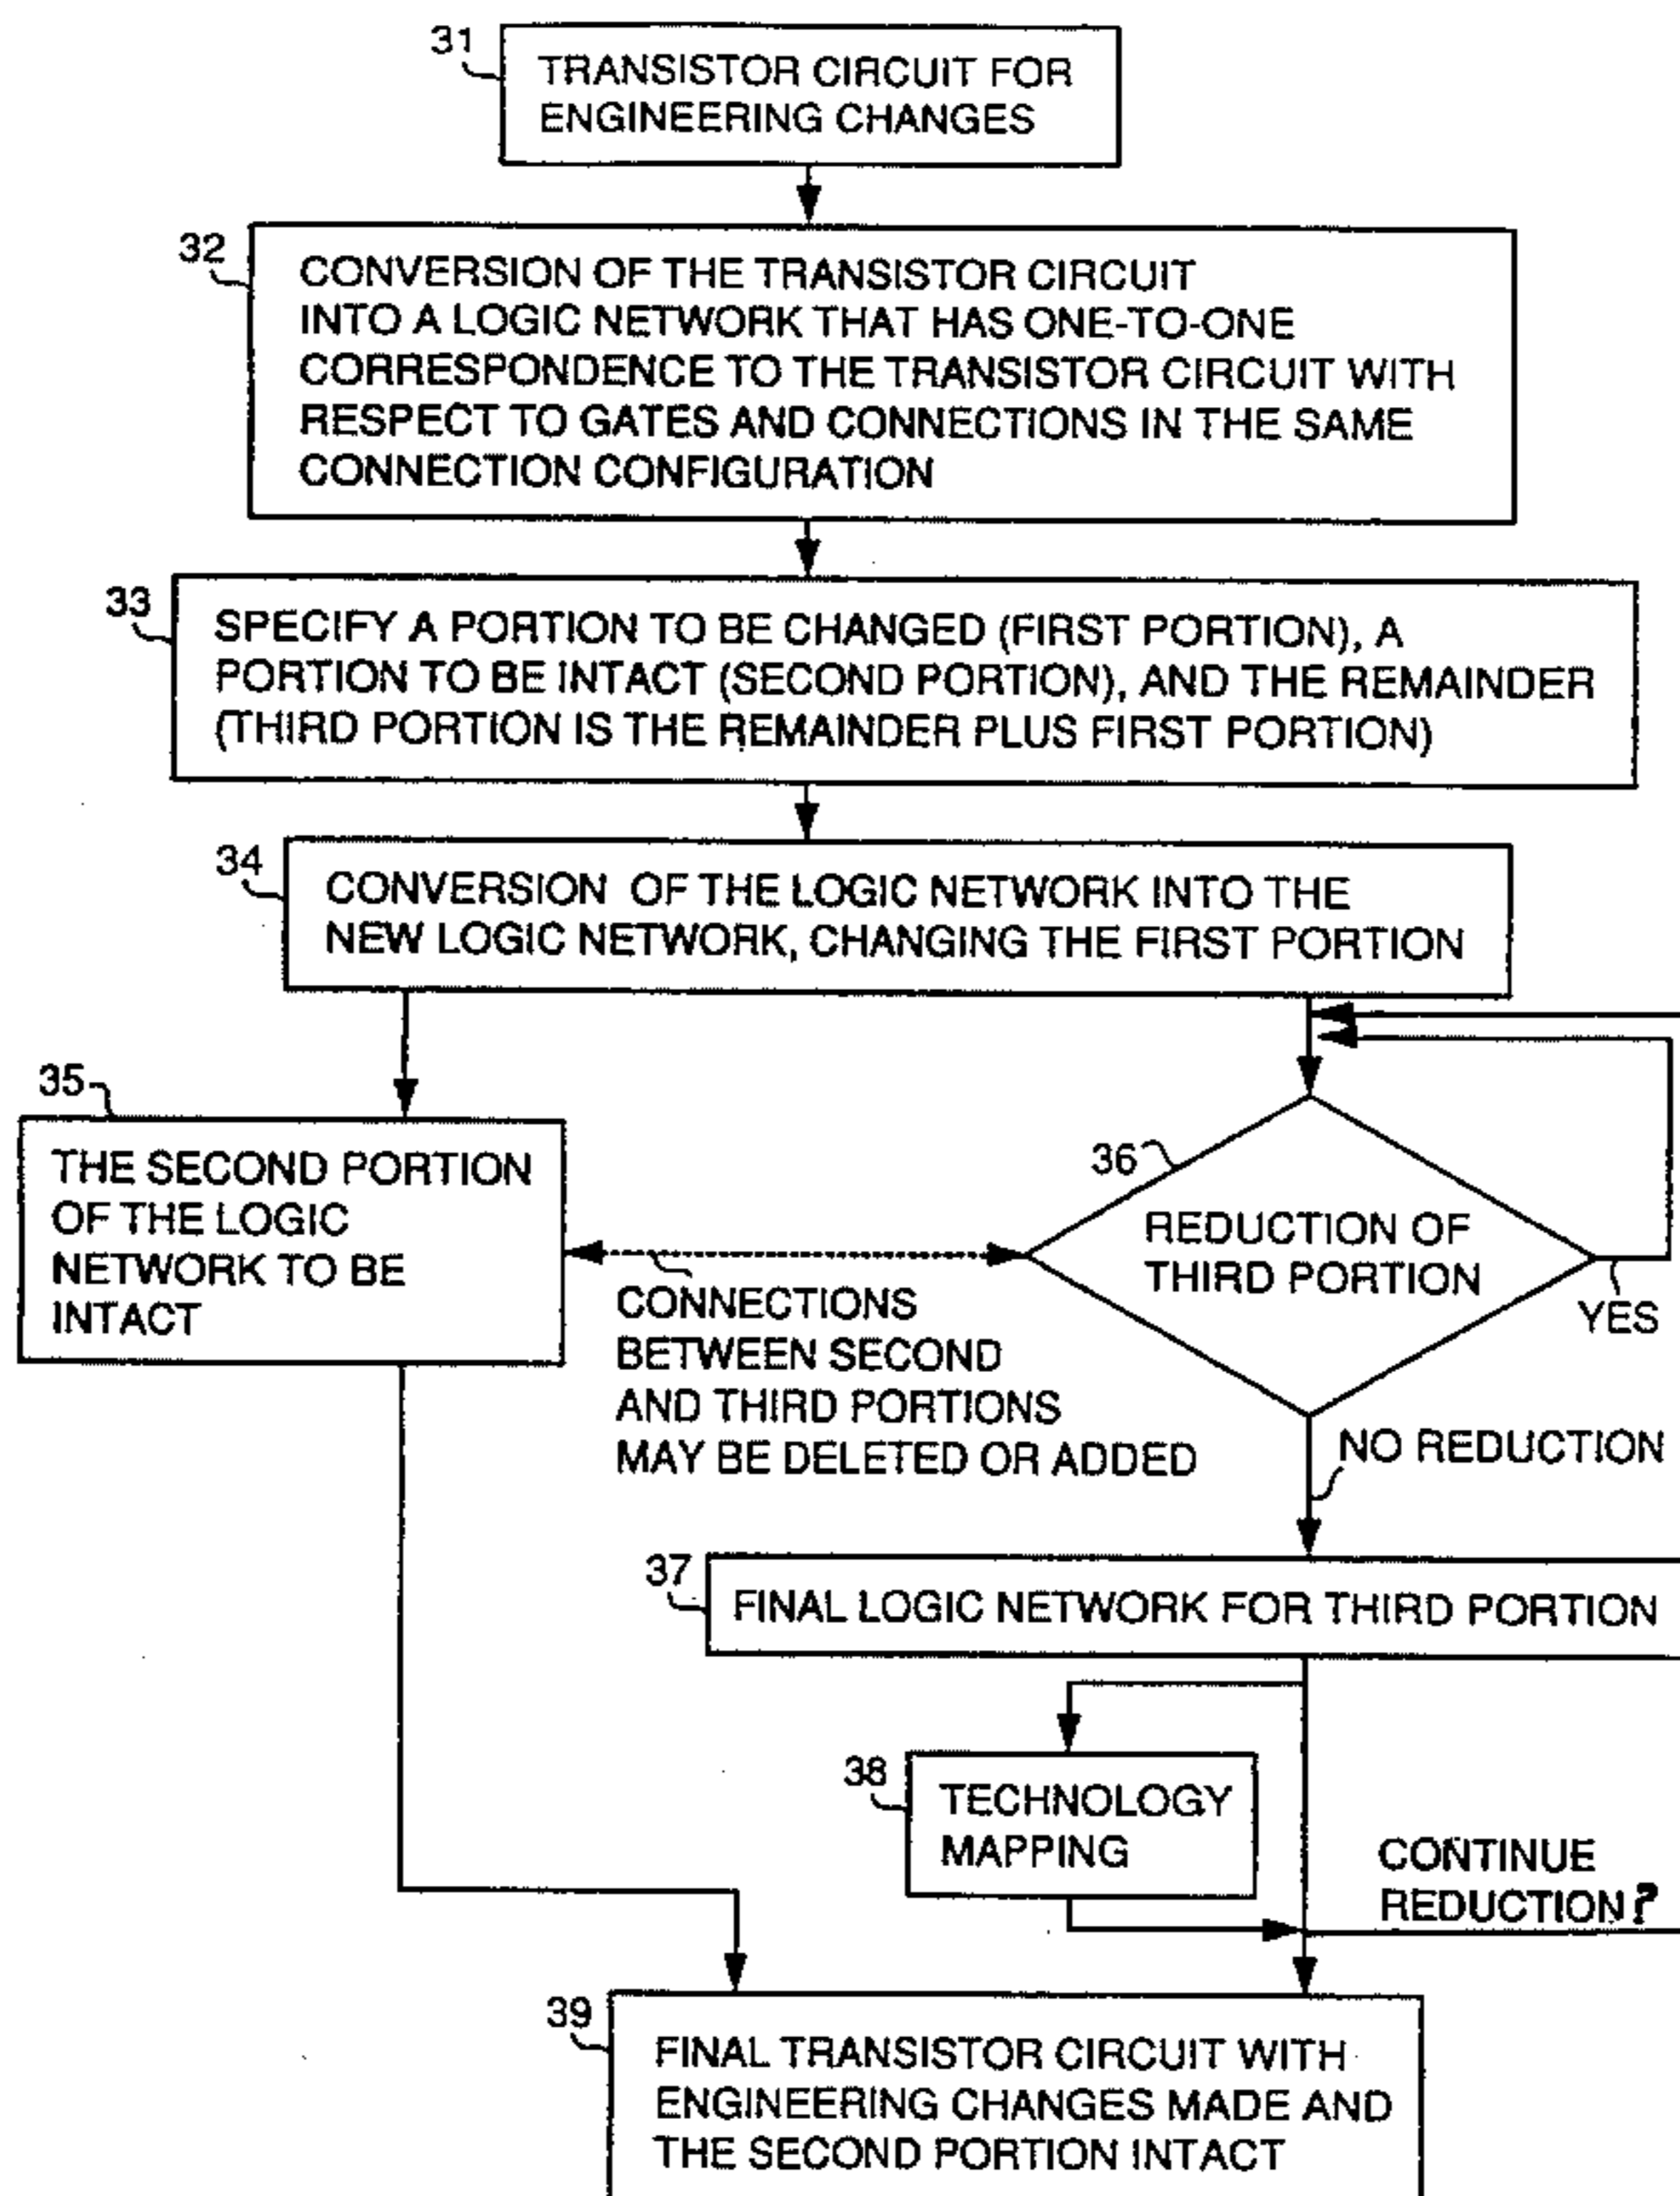 31
TRANSISTOR CIRCUIT FOR
ENGINEERING CHANGES
32
CONVERSION OF THE TRANSISTOR CIRCUIT
INTO A LOGIC NETWORK THAT HAS ONE-TO-ONE
CORRESPONDENCE TO THE TRANSISTOR CIRCUIT WITH
RESPECT TO GATES AND CONNECTIONS IN THE SAME
CONNECTION CONFIGURATION
33
SPECIFY A PORTION TO BE CHANGED (FIRST PORTION), A
PORTION TO BE INTACT (SECOND PORTION), AND THE REMAINDER
(THIRD PORTION IS THE REMAINDER PLUS FIRST PORTION)
34
CONVERSION OF THE LOGIC NETWORK INTO THE
NEW LOGIC NETWORK, CHANGING THE FIRST PORTION
35
THE SECOND PORTION
OF THE LOGIC
NETWORK TO BE
INTACT
36
REDUCTION OF
THIRD PORTION
YES
CONNECTIONS
BETWEEN SECOND
AND THIRD PORTIONS
MAY BE DELETED OR ADDED
NO REDUCTION
37
FINAL LOGIC NETWORK FOR THIRD PORTION
38
TECHNOLOGY
MAPPING
CONTINUE
REDUCTION?
39
FINAL TRANSISTOR CIRCUIT WITH
ENGINEERING CHANGES MADE AND
THE SECOND PORTION INTACT